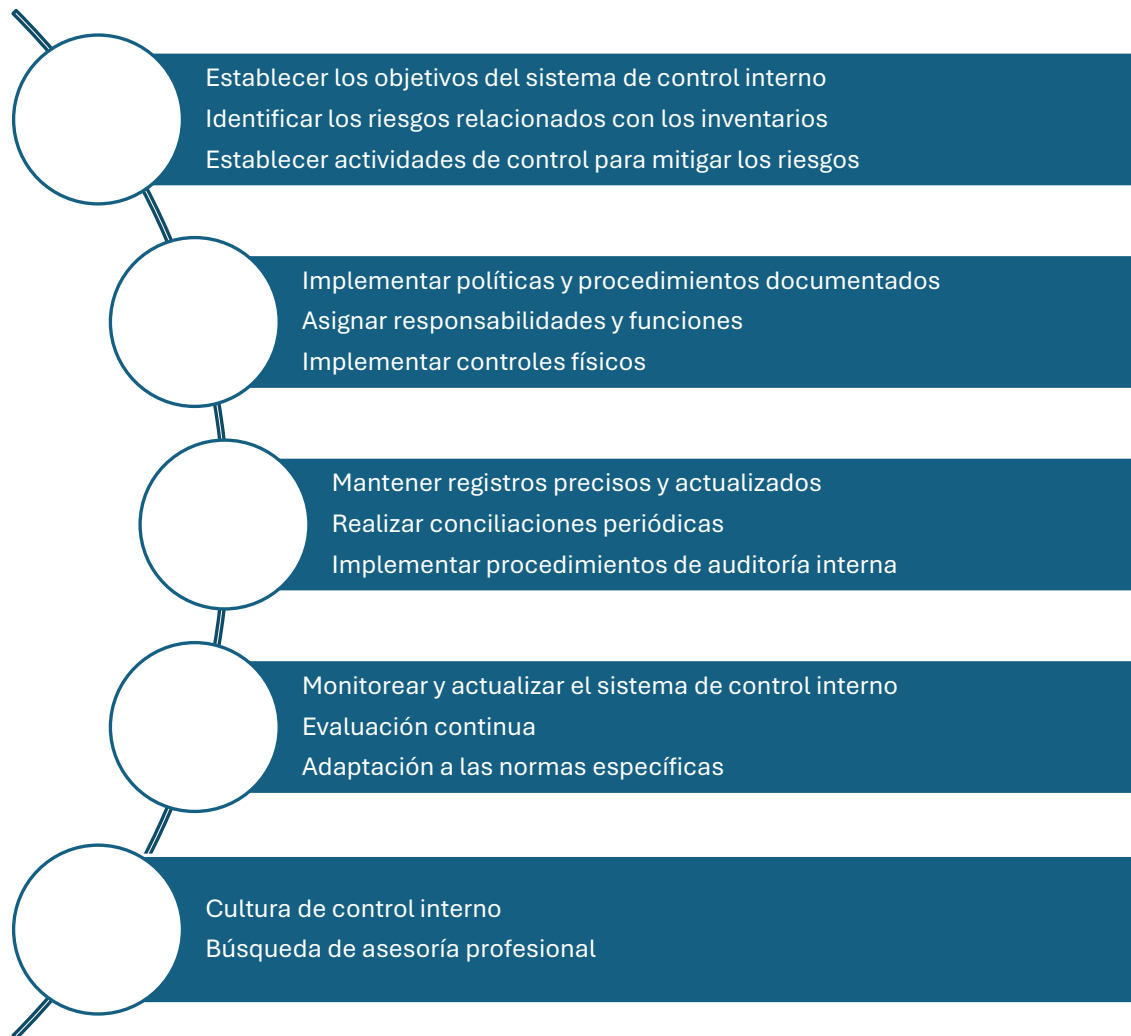 Establecer los objetivos del sistema de control interno
Identificar los riesgos relacionados con los inventarios
Establecer actividades de control para mitigar los riesgos
Implementar políticas y procedimientos documentados
Asignar responsabilidades y funciones
Implementar controles físicos
Mantener registros precisos y actualizados
Realizar conciliaciones periódicas
Implementar procedimientos de auditoría interna
Monitorear y actualizar el sistema de control interno
Evaluación continua
Adaptación a las normas específicas
Cultura de control interno
Búsqueda de asesoría profesional